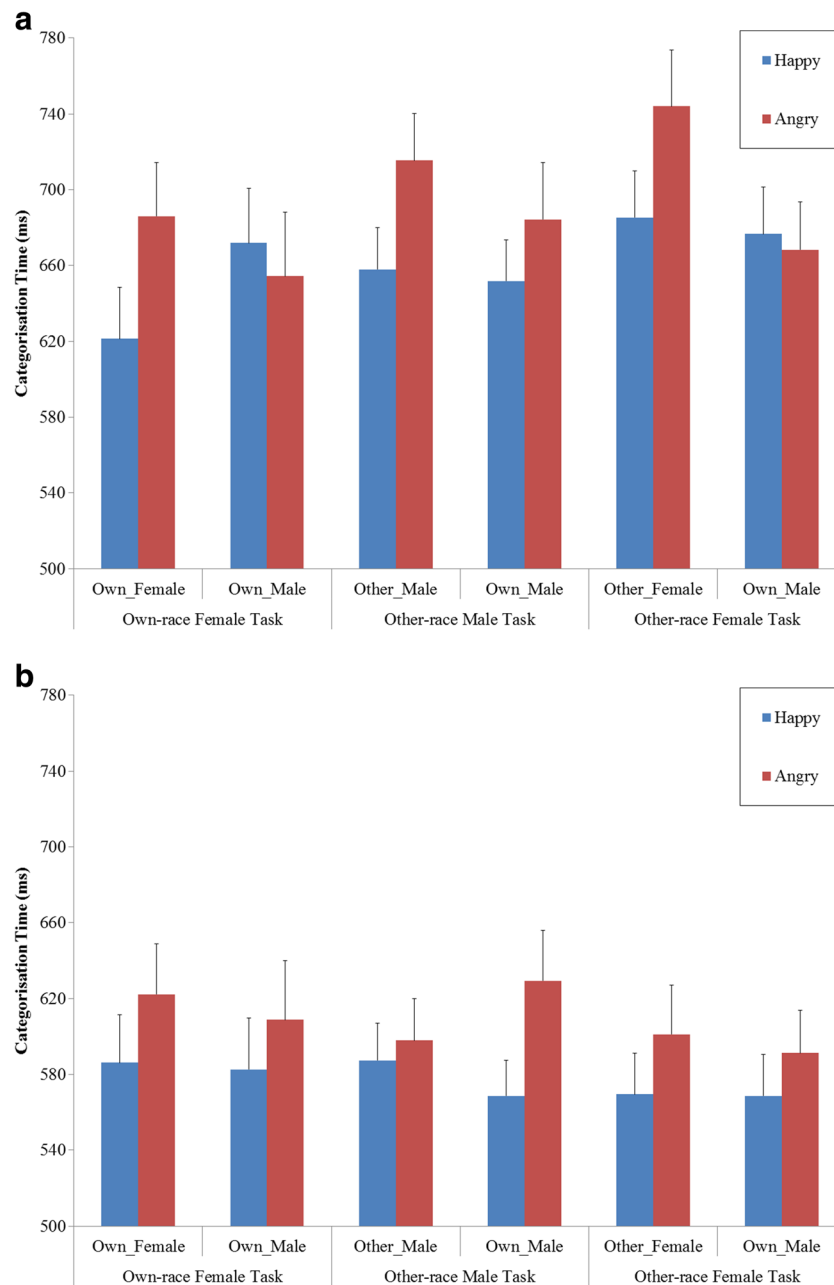 a
780
740
700
660
620
580
540
500
Categorisation Time (ms)
Happy
Angry
Own_Female Own_Male Other_Male Own_Male Other_Female Own_Male
Own-race Female Task Other-race Male Task Other-race Female Task
b
780
740
700
660
620
580
540
500
Categorisation Time (ms)
Happy
Angry
Own_Female Own_Male Other_Male Own_Male Other_Female Own_Male
Own-race Female Task Other-race Male Task Other-race Female Task